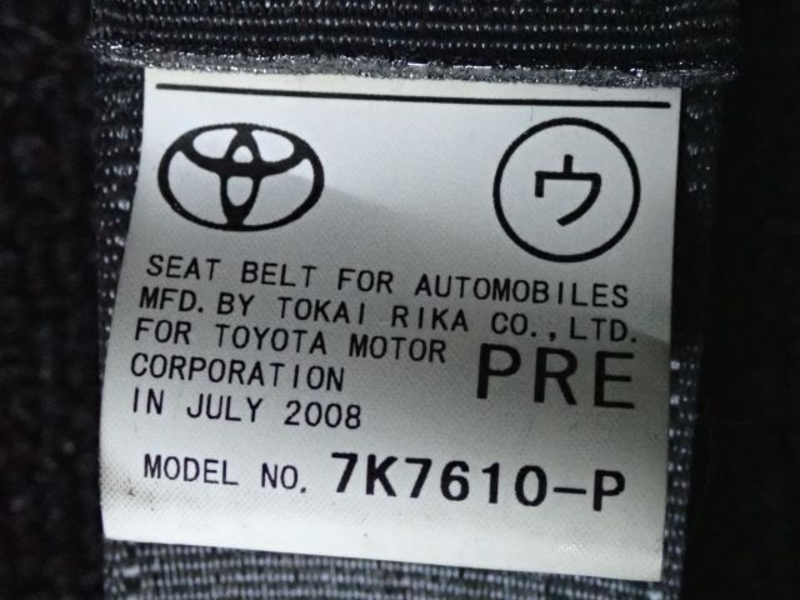 ウ
SEAT BELT FOR AUTOMOBILES
MFD. BY TOKAI RIKA CO., LTD.
FOR TOYOTA MOTOR
CORPORATION
PRE
IN JULY 2008
MODEL NO. 7K7610-P